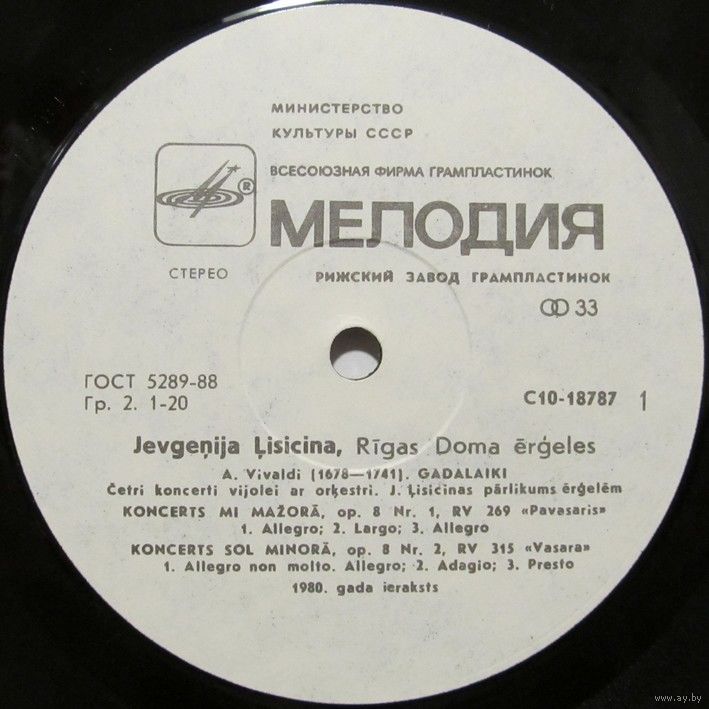 МИНИСТЕРСТВО
КУЛЬТУРЫ СССР
ВСЕСОЮЗНАЯ ФИРМА ГРАМПЛАСТИНОК
®
МЕЛОДИЯ
СТЕРЕО
РИЖСКИЙ ЗАВОД ГРАМПЛАСТИНОК
33
ГОСТ 5289-88
Гр. 2. 1-20
С10-18787 1
Jevgeņija Ļisicina, Rīgas Doma ērģeles
A. Vivaldi (1678—1741). GADALAIKI
Četri koncerti vijolei ar orķestri. J. Ļisicinas pārlikums ērģelēm
KONCERTS MI MAŽORĀ, op. 8 Nr. 1, RV 269 «Pavasaris»
1. Allegro; 2. Largo; 3. Allegro
KONCERTS SOL MINORĀ, op. 8 Nr. 2, RV 315 «Vasara»
1. Allegro non molto. Allegro; 2. Adagio; 3. Presto
1980. gada ieraksts
www.ay.by